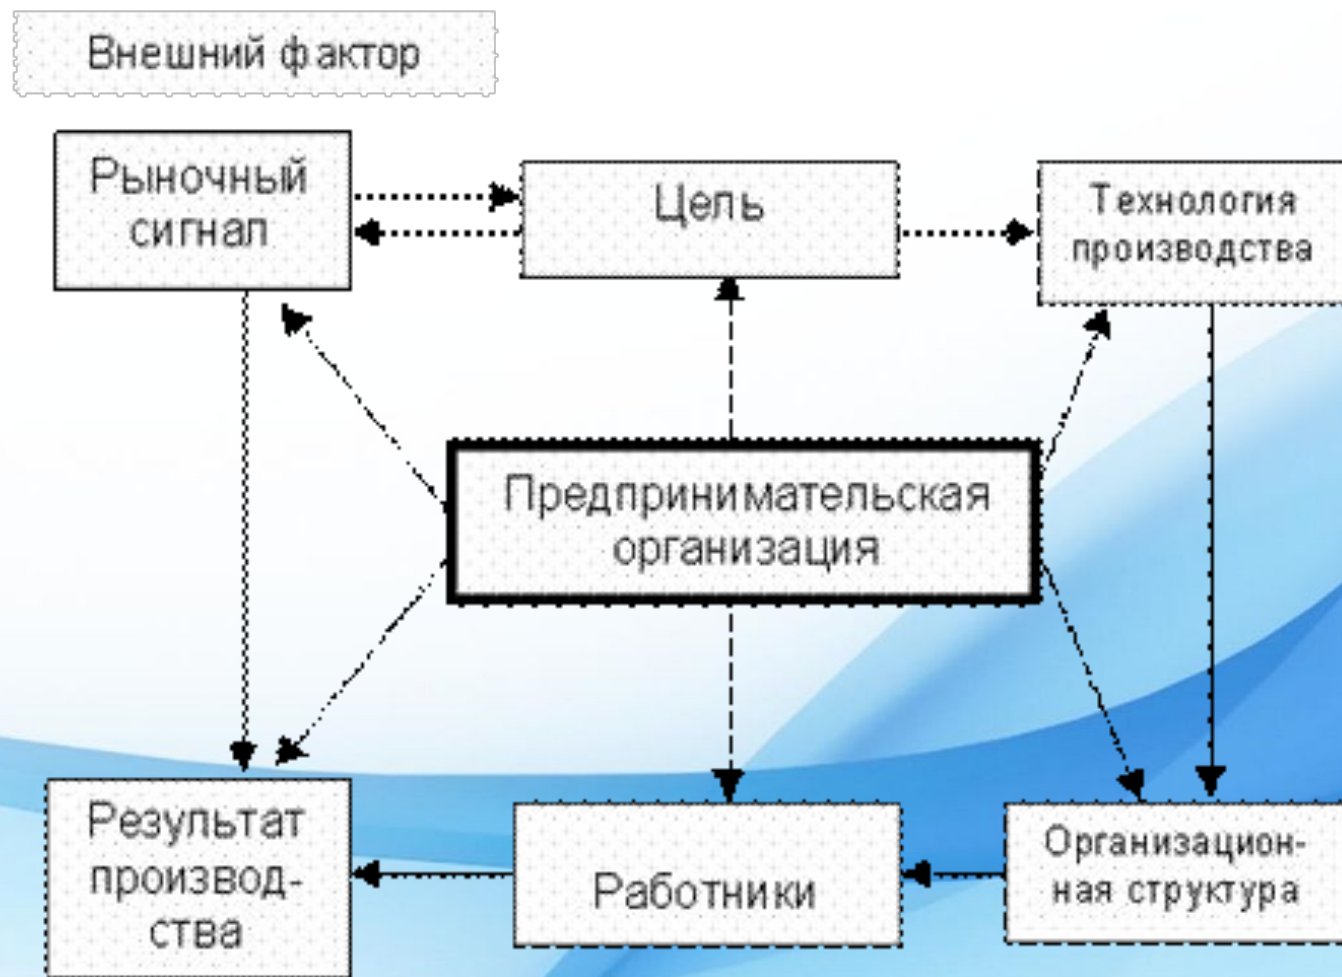 Внешний фактор
Рыночный
сигнал
Цель
Технология
производства
Предпринимательская
организация
Результат
производ-
ства
Работники
Организацион-
ная структура